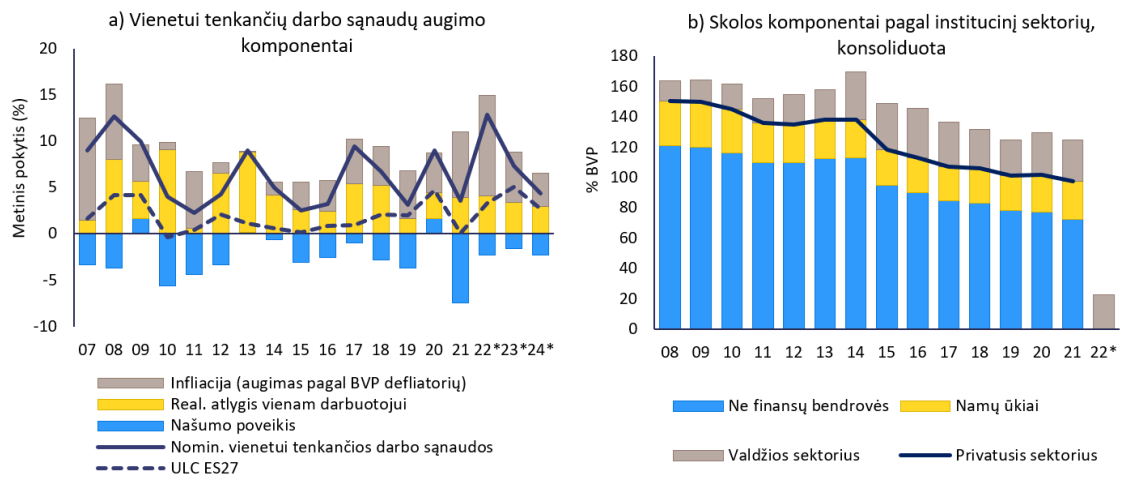 a) Vienetui tenkančių darbo sąnaudų augimo
komponentai
20
15
10
5
0
-5
-10
Metinis pokytis (%)
07 08 09 10 11 12 13 14 15 16 17 18 19 20 21 22* 23* 24*
Infliacija (augimas pagal BVP defliatorių)
Real. atlygis vienam darbuotojui
Našumo poveikis
Nomin. vienetui tenkančios darbo sąnaudos
ULC ES27
b) Skolos komponentai pagal institucinį sektorių,
konsoliduota
180
160
140
120
100
80
60
40
20
0
% BVP
08 09 10 11 12 13 14 15 16 17 18 19 20 21 22*
Ne finansų bendrovės
Namų ūkiai
Valdžios sektorius
Privatusis sektorius